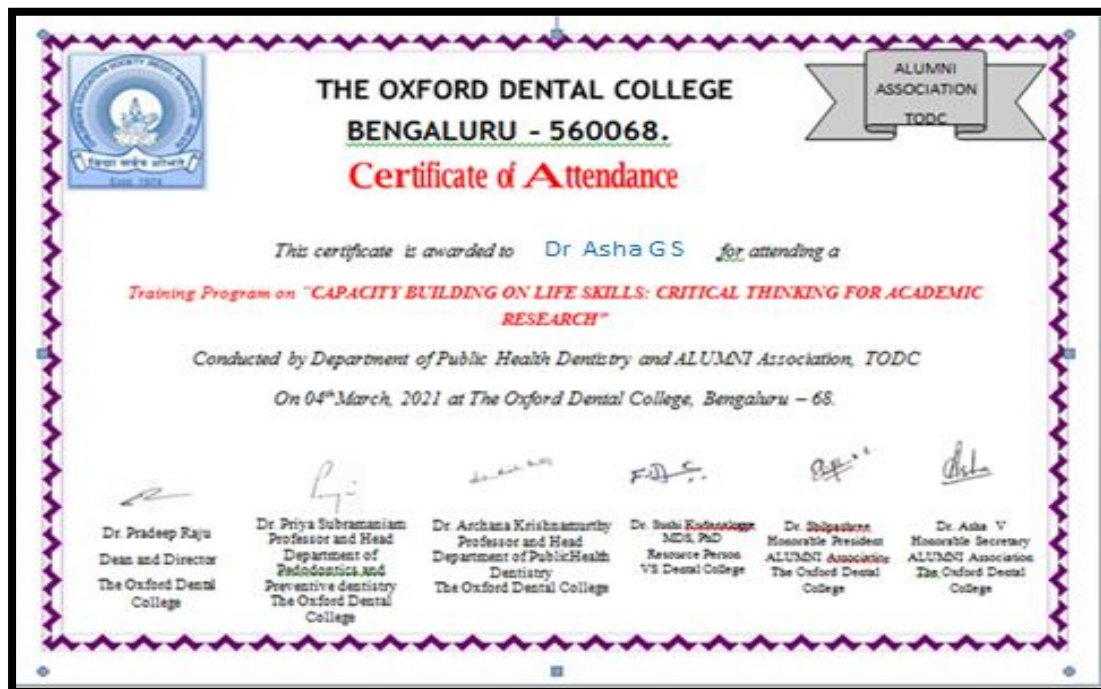 THE OXFORD DENTAL COLLEGE
BENGALURU - 560068.
ALUMNI
ASSOCIATION
TODC
Certificate of Attendance
This certificate is awarded to Dr Asha G S for attending a
Training Program on "CAPACITY BUILDING ON LIFE SKILLS: CRITICAL THINKING FOR ACADEMIC
RESEARCH"
Conducted by Department of Public Health Dentistry and ALUMNI Association, TODC
On 04th March, 2021 at The Oxford Dental College, Bengaluru – 68.
Asha
Dr. Pradeep Raju
Dean and Director
The Oxford Dental
College
Dr. Priya Subramaniam
Professor and Head
Department of
Pedodontics and
Preventive dentistry
The Oxford Dental
College
Dr. Archana Krishnamurthy
Professor and Head
Department of PublicHealth
Dentistry
The Oxford Dental College
Dr. Suchi
MDS, PhD
Resource Person
VS Dental College
Dr. Shilpashree
Honorable President
ALUMNI Association
The Oxford Dental
College
Dr. Asha V
Honorable Secretary
ALUMNI Association
The Oxford Dental
College